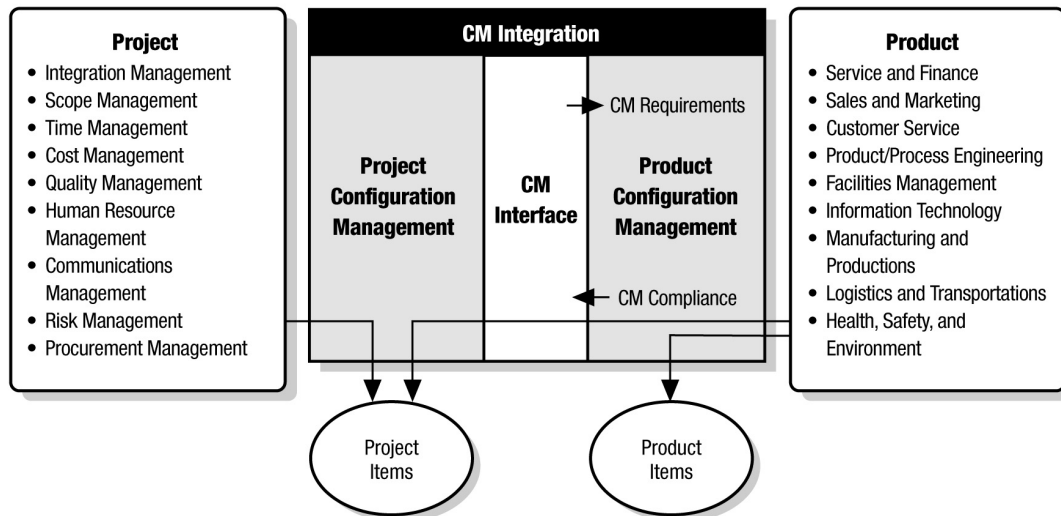 Project
• Integration Management
• Scope Management
• Time Management
• Cost Management
• Quality Management
• Human Resource
Management
• Communications
Management
• Risk Management
• Procurement Management
CM Integration
Project
Configuration
Management
CM
Interface
CM Requirements
Product
Configuration
Management
CM Compliance
Product
• Service and Finance
• Sales and Marketing
• Customer Service
• Product/Process Engineering
• Facilities Management
• Information Technology
• Manufacturing and
Productions
• Logistics and Transportations
• Health, Safety, and
Environment
Project
Items
Product
Items